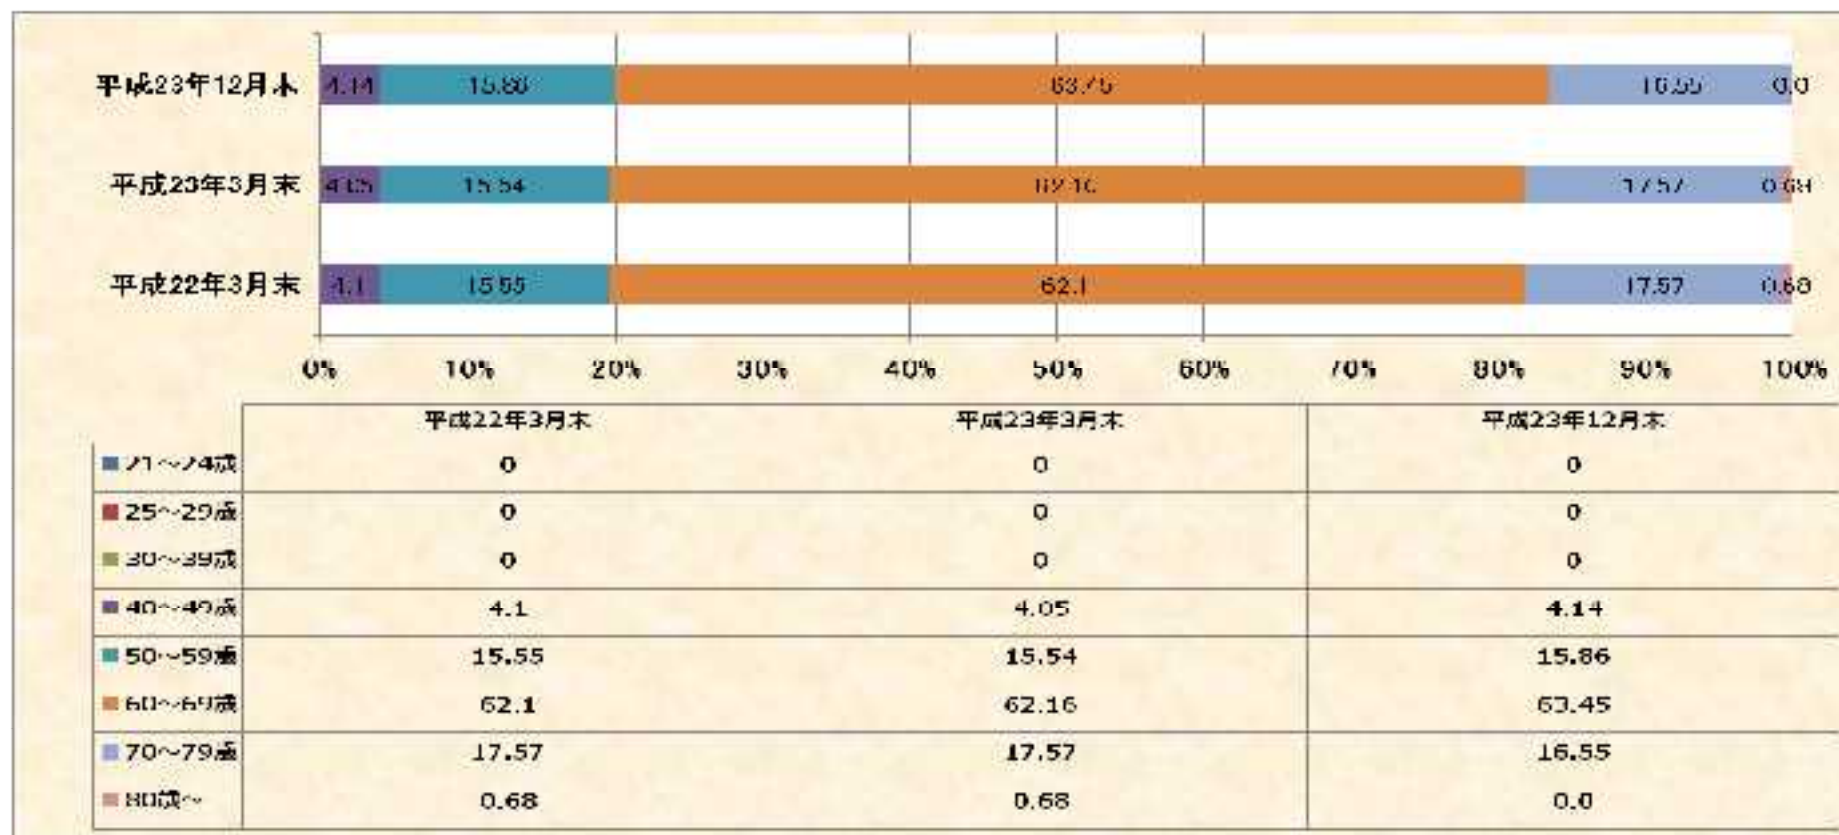 平成23年12月末 4.14 15.86 63.45 16.55 0.0
平成23年3月末 4.05 15.54 62.16 17.57 0.68
平成22年3月末 4.1 15.55 62.1 17.57 0.68
0% 10% 20% 30% 40% 50% 60% 70% 80% 90% 100%
平成22年3月末 平成23年3月末 平成23年12月末
21～24歳 0 0 0
25～29歳 0 0 0
30～39歳 0 0 0
40～49歳 4.1 4.05 4.14
50～59歳 15.55 15.54 15.86
60～69歳 62.1 62.16 63.45
70～79歳 17.57 17.57 16.55
80歳～ 0.68 0.68 0.0